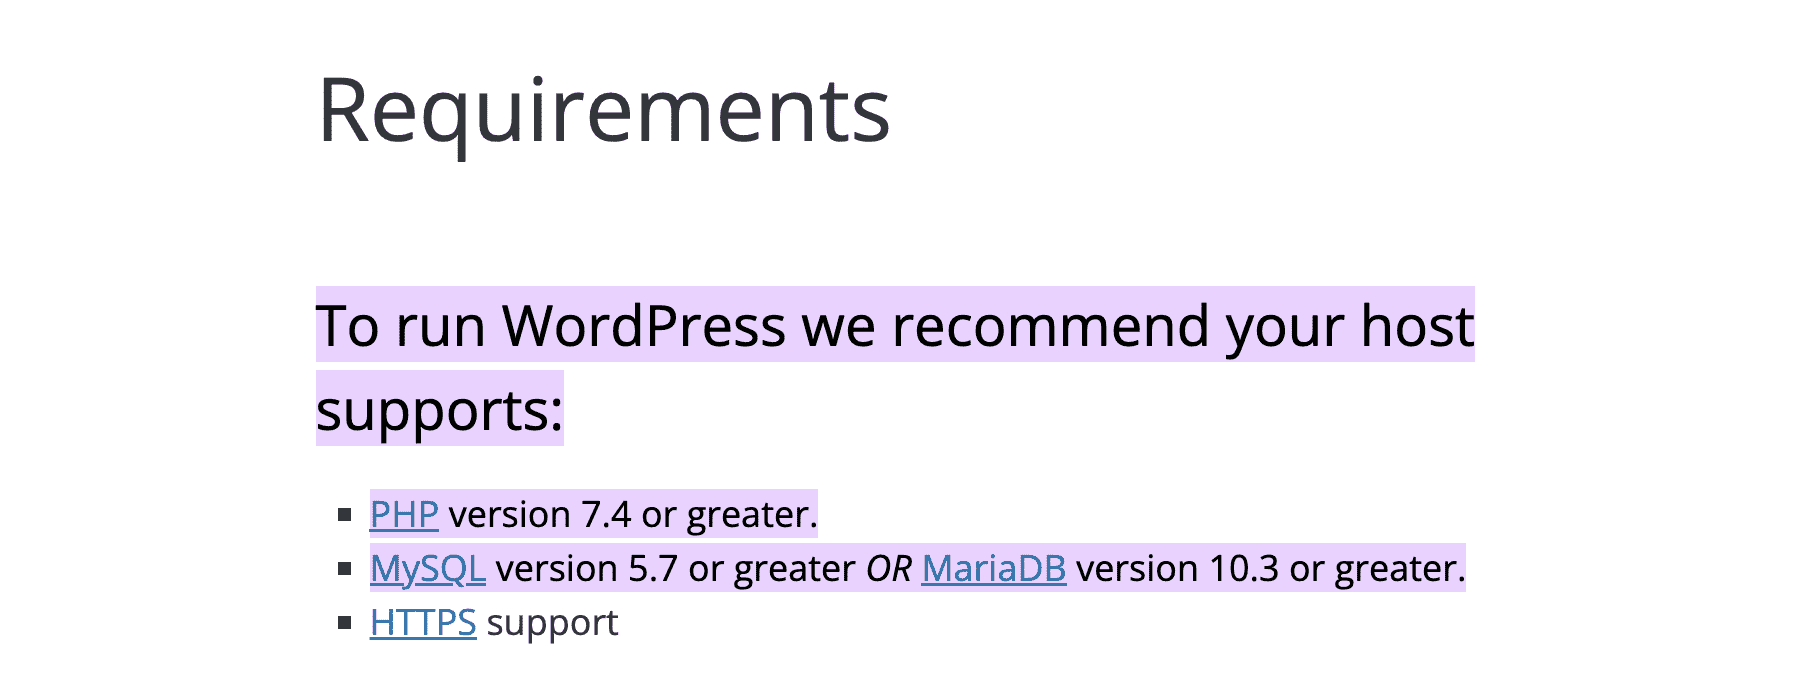 Requirements
To run WordPress we recommend your host
supports:
PHP version 7.4 or greater.
MySQL version 5.7 or greater OR MariaDB version 10.3 or greater.
HTTPS support